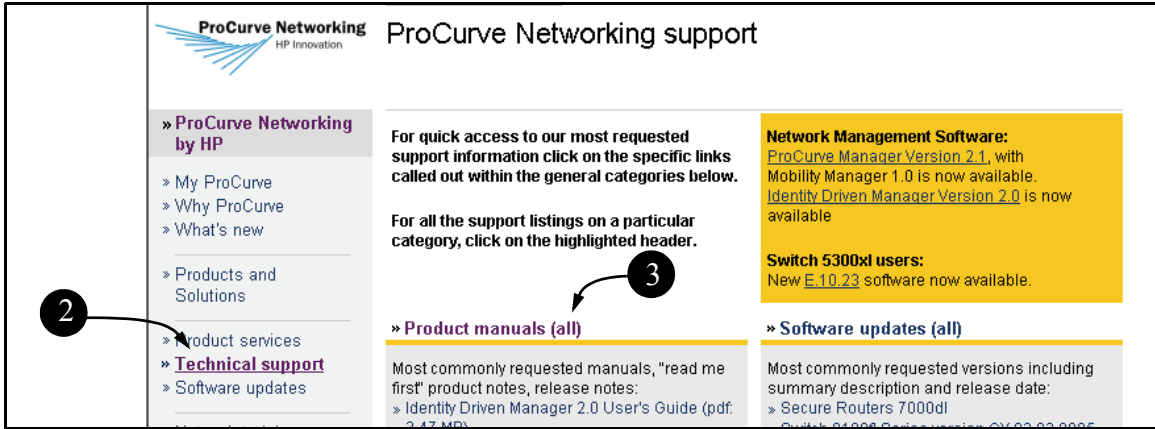 ProCurve Networking
HP Innovation
ProCurve Networking support
» ProCurve Networking
by HP
» My ProCurve
» Why ProCurve
» What's new
» Products and
Solutions
2
» Product services
» Technical support
» Software updates
For quick access to our most requested
support information click on the specific links
called out within the general categories below.
For all the support listings on a particular
category, click on the highlighted header.
3
» Product manuals (all)
Most commonly requested manuals, "read me
first" product notes, release notes:
» Identity Driven Manager 2.0 User's Guide (pdf:
Network Management Software:
ProCurve Manager Version 2.1, with
Mobility Manager 1.0 is now available.
Identity Driven Manager Version 2.0 is now
available
Switch 5300xl users:
New E.10.23 software now available.
» Software updates (all)
Most commonly requested versions including
summary description and release date:
» Secure Routers 7000dl